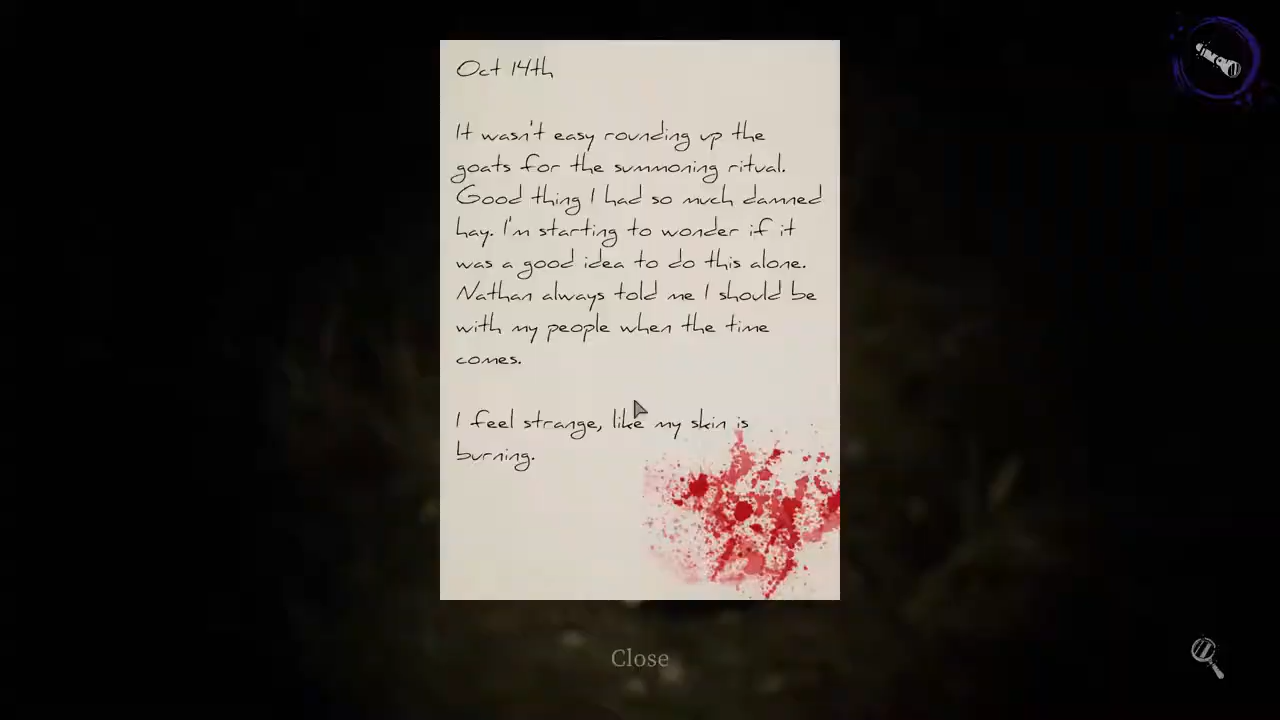 Oct 14th
It wasn't easy rounding up the
goats for the summoning ritual.
Good thing I had so much damned
hay. I'm starting to wonder if it
was a good idea to do this alone.
Nathan always told me I should be
with my people when the time
comes.
I feel strange, like my skin is
burning.
Close